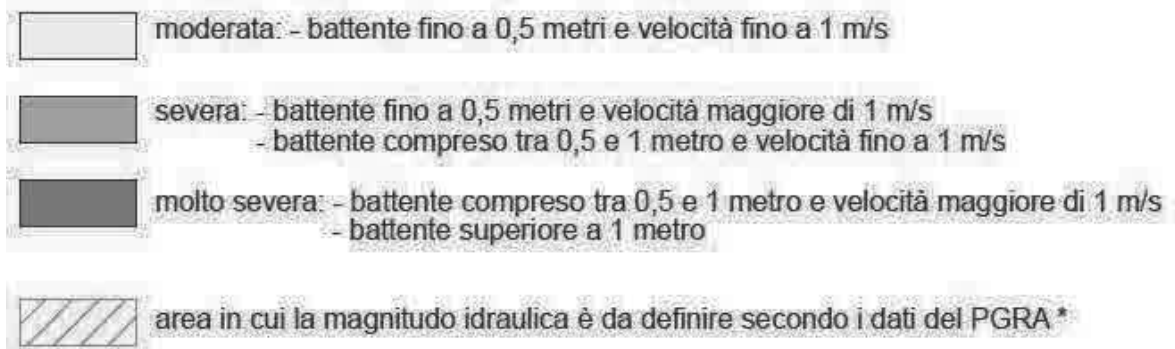 moderata: - battente fino a 0,5 metri e velocità fino a 1 m/s
severa: - battente fino a 0,5 metri e velocità maggiore di 1 m/s
- battente compreso tra 0,5 e 1 metro e velocità fino a 1 m/s
molto severa: - battente compreso tra 0,5 e 1 metro e velocità maggiore di 1 m/s
- battente superiore a 1 metro
area in cui la magnitudo idraulica è da definire secondo i dati del PGRA *